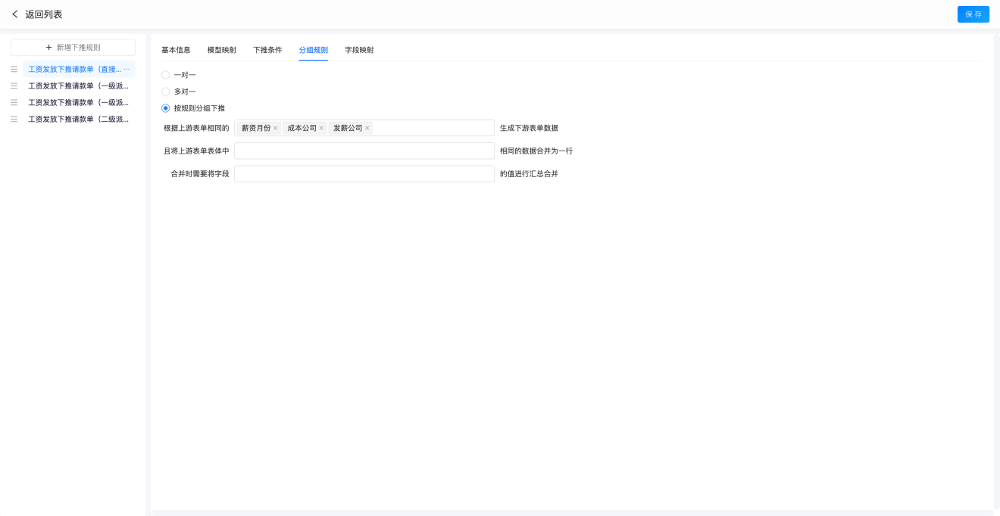 返回列表
保 存
新增下推规则
工资发放下推请款单（直接...
工资发放下推请款单（一级派...
工资发放下推请款单（一级派...
工资发放下推请款单（二级派...
基本信息 模型映射 下推条件 分组规则 字段映射
一对一
多对一
按规则分组下推
根据上游表单相同的 薪资月份 成本公司 发薪公司 生成下游表单数据
且将上游表单表体中 相同的数据合并为一行
合并时需要将字段 的值进行汇总合并